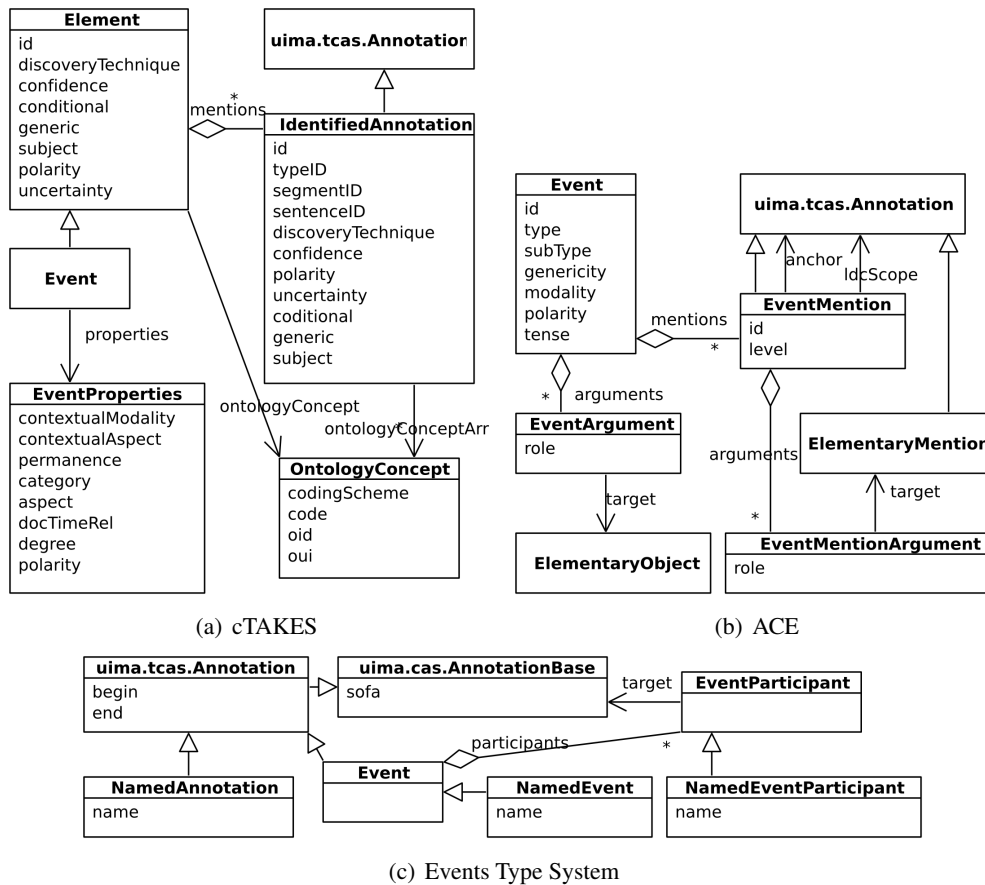 Element
id
discoveryTechnique
confidence
conditional
generic
subject
polarity
uncertainty
*
mentions
uima.tcas.Annotation
IdentifiedAnnotation
id
typeID
segmentID
sentenceID
discoveryTechnique
confidence
polarity
uncertainty
coditional
generic
subject
Event
properties
EventProperties
contextualModality
contextualAspect
permanence
category
aspect
docTimeRel
degree
polarity
ontologyConcept
ontologyConceptArr
*
OntologyConcept
codingScheme
code
oid
oui
(a) cTAKES
Event
id
type
subType
genericity
modality
polarity
tense
mentions
*
uima.tcas.Annotation
anchor
ldcScope
EventMention
id
level
*
arguments
EventArgument
role
target
ElementaryObject
arguments
*
ElementaryMention
target
EventMentionArgument
role
(b) ACE
uima.tcas.Annotation
begin
end
uima.cas.AnnotationBase
sofa
target
EventParticipant
participants
*
NamedAnnotation
name
Event
NamedEvent
name
NamedEventParticipant
name
(c) Events Type System